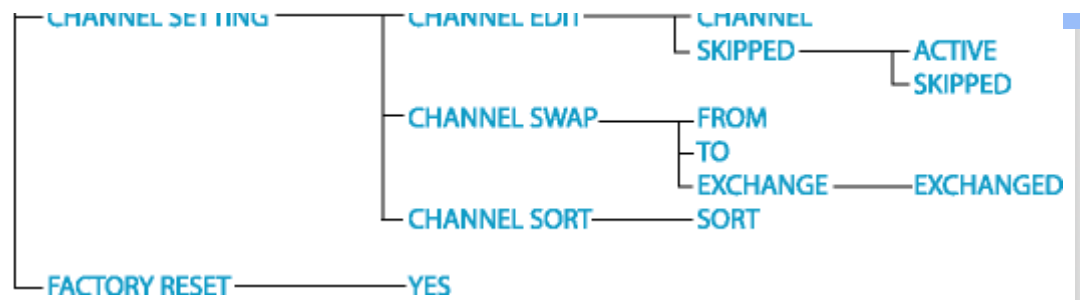 CHANNEL SETTING CHANNEL EDIT CHANNEL
SKIPPED ACTIVE
SKIPPED
CHANNEL SWAP FROM
TO
EXCHANGE EXCHANGED
CHANNEL SORT SORT
FACTORY RESET YES